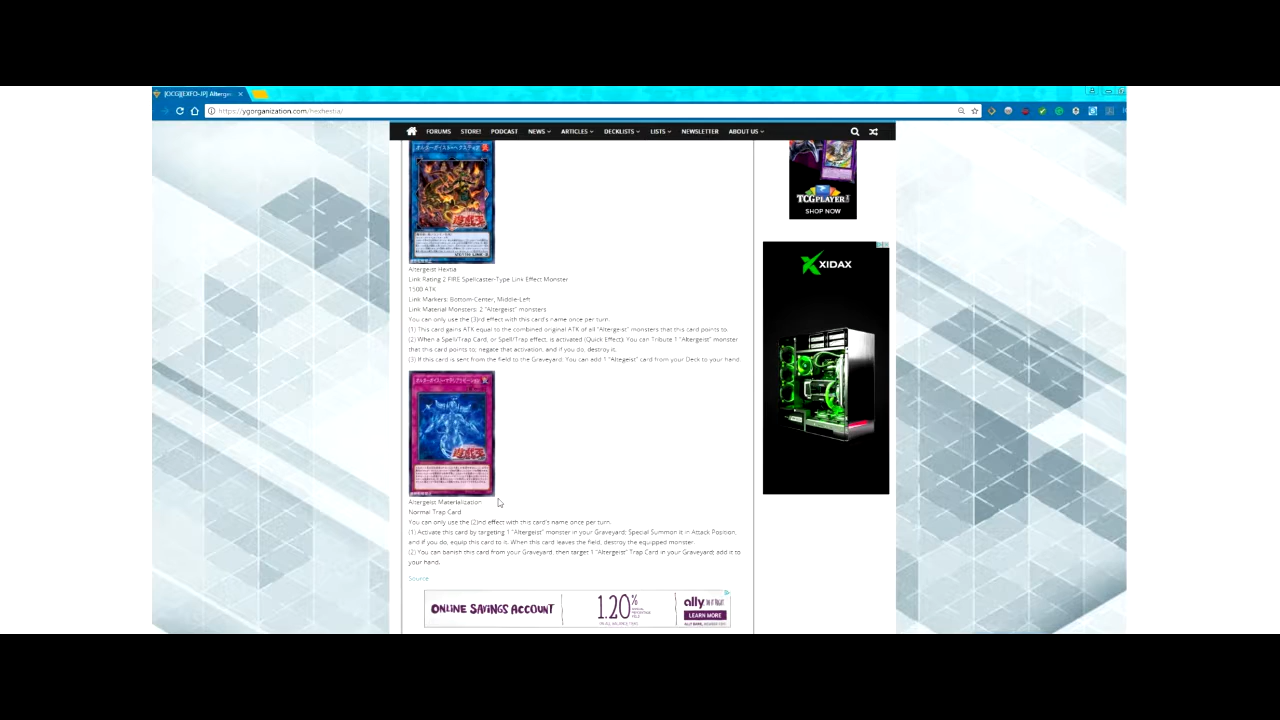 [OCG][EXFO-JP] Alterge
https://ygorganization.com/hexhestia/
FORUMS STORE! PODCAST NEWS ARTICLES DECKLISTS LISTS NEWSLETTER ABOUT US
Altergeist Hextia
Link Rating 2 FIRE Spellcaster-Type Link Effect Monster
1500 ATK
Link Markers: Bottom-Center, Middle-Left
Link Material Monsters: 2 "Altergeist" monsters
You can only use the (3)rd effect with this card's name once per turn.
(1) This card gains ATK equal to the combined original ATK of all "Altergeist" monsters that this card points to.
(2) When a Spell/Trap Card, or Spell/Trap effect, is activated (Quick Effect): You can Tribute 1 "Altergeist" monster
that this card points to; negate that activation, and if you do, destroy it.
(3) If this card is sent from the field to the Graveyard: You can add 1 "Altegeist" card from your Deck to your hand.
Altergeist Materialization
Normal Trap Card
You can only use the (2)nd effect with this card's name once per turn.
(1) Activate this card by targeting 1 "Altergeist" monster in your Graveyard; Special Summon it in Attack Position,
and if you do, equip this card to it. When this card leaves the field, destroy the equipped monster.
(2) You can banish this card from your Graveyard, then target 1 "Altergeist" Trap Card in your Graveyard; add it to
your hand.
Source
TCGPLAYER
SHOP NOW
XIDAX
ONLINE SAVINGS ACCOUNT
1.20%
ally DO IT RIGHT
LEARN MORE